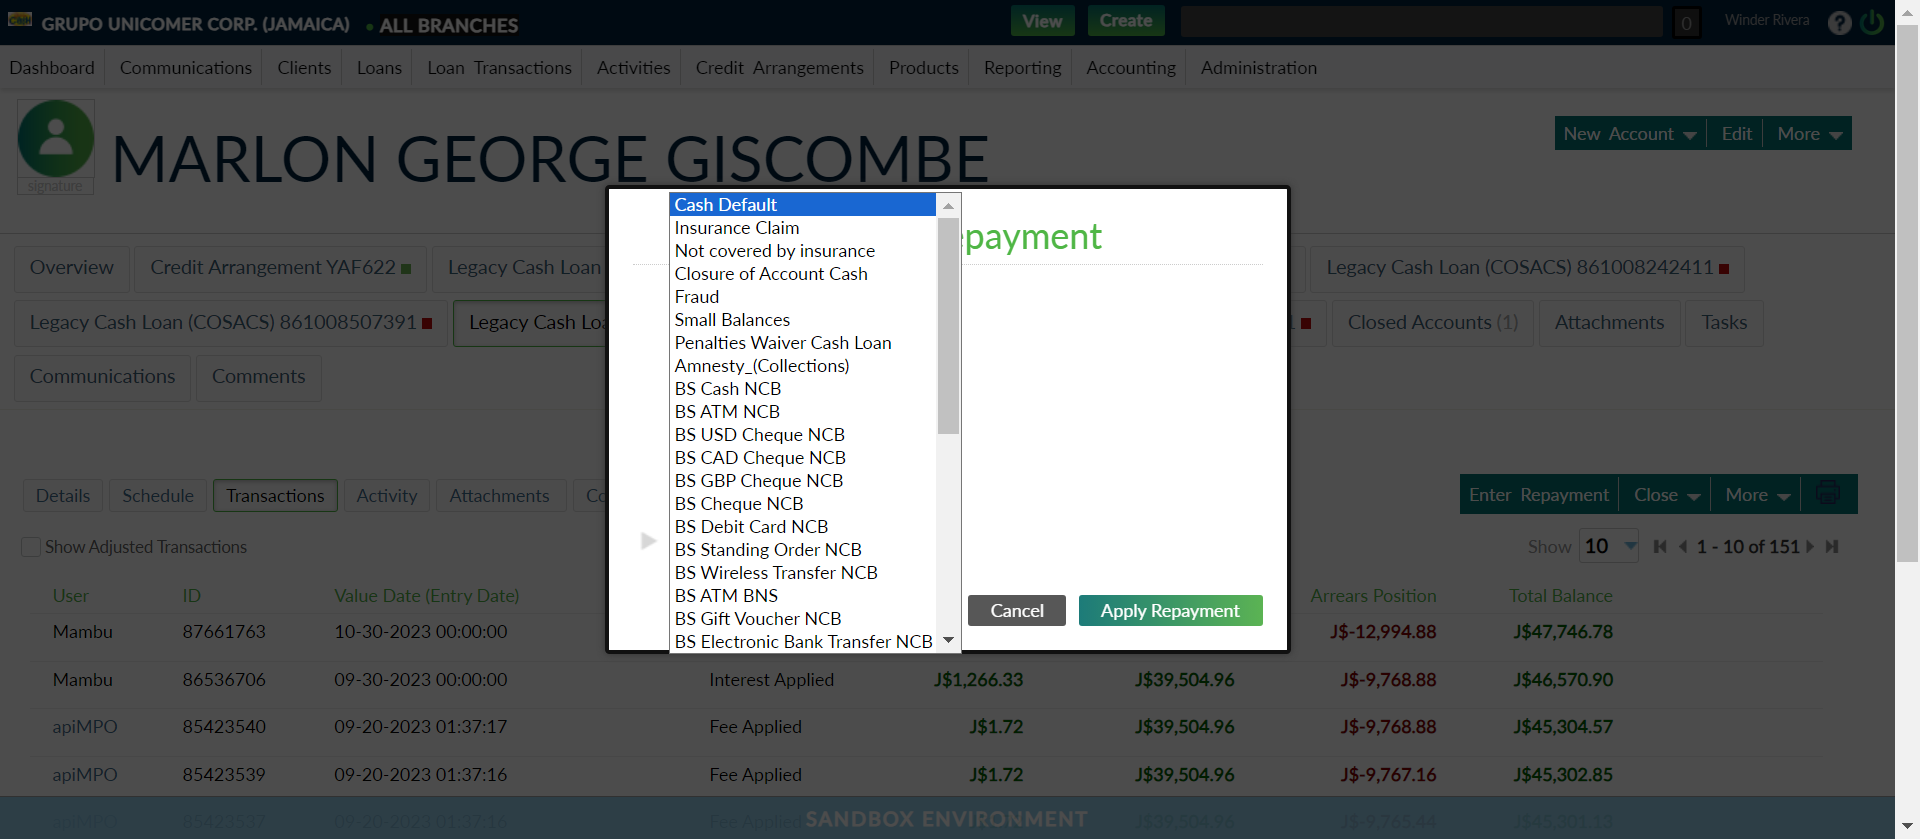 GRUPO UNICOMER CORP. (JAMAICA) ALL BRANCHES View Create 0 Winder Rivera ?
Dashboard Communications Clients Loans Loan Transactions Activities Credit Arrangements Products Reporting Accounting Administration
signature
MARLON GEORGE GISCOMBE
New Account Edit More
Overview Credit Arrangement YAF622 Legacy Cash Loan Legacy Cash Loan (COSACS) 861008242411
Legacy Cash Loan (COSACS) 861008507391 Legacy Cash Closed Accounts (1) Attachments Tasks
Communications Comments
payment
Cash Default
Insurance Claim
Not covered by insurance
Closure of Account Cash
Fraud
Small Balances
Penalties Waiver Cash Loan
Amnesty_(Collections)
BS Cash NCB
BS ATM NCB
BS USD Cheque NCB
BS CAD Cheque NCB
BS GBP Cheque NCB
BS Cheque NCB
BS Debit Card NCB
BS Standing Order NCB
BS Wireless Transfer NCB
BS ATM BNS
BS Gift Voucher NCB
BS Electronic Bank Transfer NCB
Cancel Apply Repayment
Details Schedule Transactions Activity Attachments
Enter Repayment Close More
Show Adjusted Transactions
Show 10 1 - 10 of 151
User ID Value Date (Entry Date) Arrears Position Total Balance
Mambu 87661763 10-30-2023 00:00:00 J$-12,994.88 J$47,746.78
Mambu 86536706 09-30-2023 00:00:00 Interest Applied J$1,266.33 J$39,504.96 J$-9,768.88 J$46,570.90
apiMPO 85423540 09-20-2023 01:37:17 Fee Applied J$1.72 J$39,504.96 J$-9,768.88 J$45,304.57
apiMPO 85423539 09-20-2023 01:37:16 Fee Applied J$1.72 J$39,504.96 J$-9,767.16 J$45,302.85
apiMPO 85423537 09-20-2023 01:37:16 Fee Applied J$39,504.96 J$-9,765.44 J$45,301.13
SANDBOX ENVIRONMENT